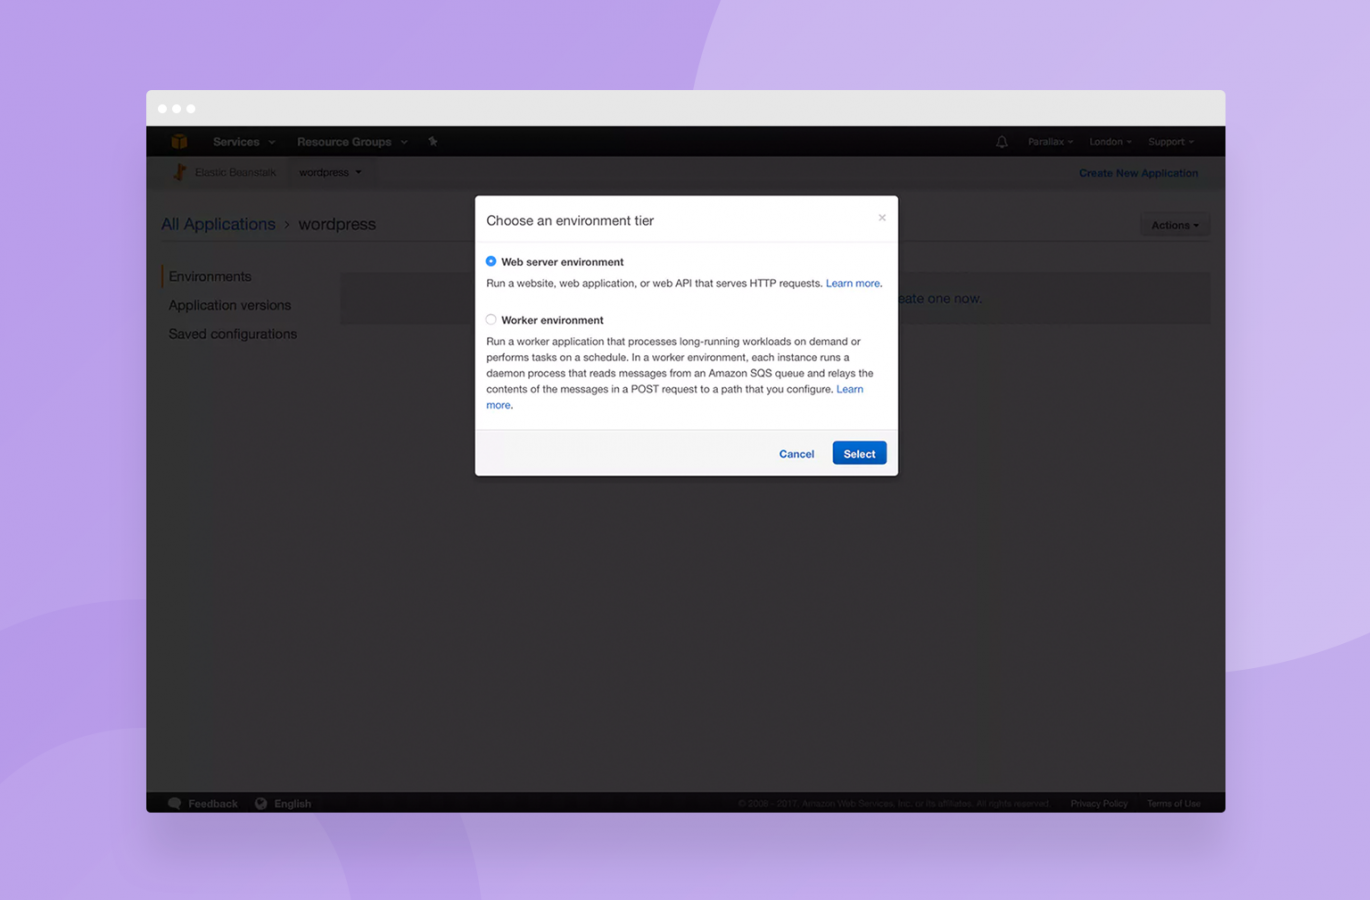 Services Resource Groups Parallax London Support
Elastic Beanstalk wordpress Create New Application
All Applications > wordpress Actions
Environments
Application versions
Saved configurations
one now.
Choose an environment tier ×
Web server environment
Run a website, web application, or web API that serves HTTP requests. Learn more.
Worker environment
Run a worker application that processes long-running workloads on demand or
performs tasks on a schedule. In a worker environment, each instance runs a
daemon process that reads messages from an Amazon SQS queue and relays the
contents of the messages in a POST request to a path that you configure. Learn
more.
Cancel Select
Feedback English © 2008 - 2017, Amazon Web Services, Inc. or its affiliates. All rights reserved. Privacy Policy Terms of Use